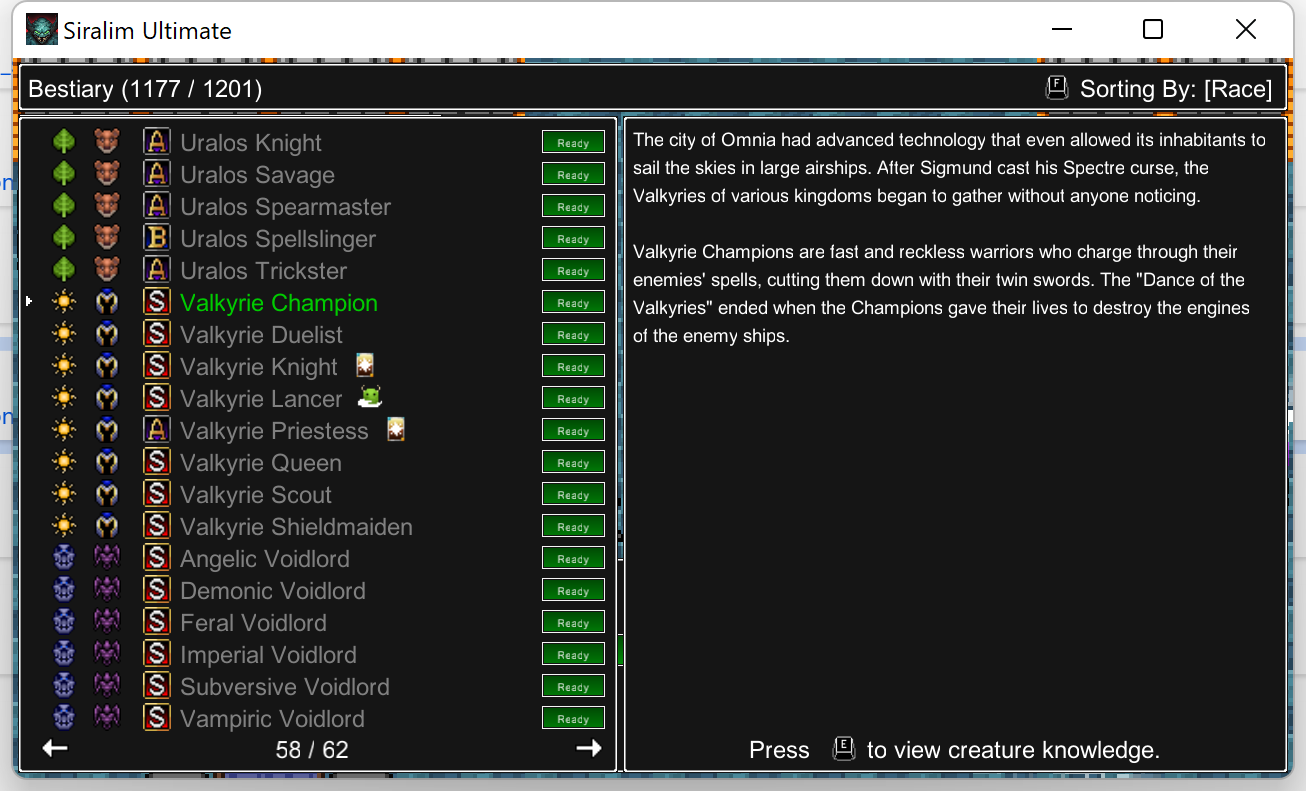 Siralim Ultimate
Bestiary (1177 / 1201)
F Sorting By: [Race]
A Uralos Knight Ready
A Uralos Savage Ready
A Uralos Spearmaster Ready
B Uralos Spellslinger Ready
A Uralos Trickster Ready
S Valkyrie Champion Ready
S Valkyrie Duelist Ready
S Valkyrie Knight Ready
S Valkyrie Lancer Ready
A Valkyrie Priestess Ready
S Valkyrie Queen Ready
S Valkyrie Scout Ready
S Valkyrie Shieldmaiden Ready
S Angelic Voidlord Ready
S Demonic Voidlord Ready
S Feral Voidlord Ready
S Imperial Voidlord Ready
S Subversive Voidlord Ready
S Vampiric Voidlord Ready
58 / 62
The city of Omnia had advanced technology that even allowed its inhabitants to
sail the skies in large airships. After Sigmund cast his Spectre curse, the
Valkyries of various kingdoms began to gather without anyone noticing.
Valkyrie Champions are fast and reckless warriors who charge through their
enemies' spells, cutting them down with their twin swords. The "Dance of the
Valkyries" ended when the Champions gave their lives to destroy the engines
of the enemy ships.
Press E to view creature knowledge.